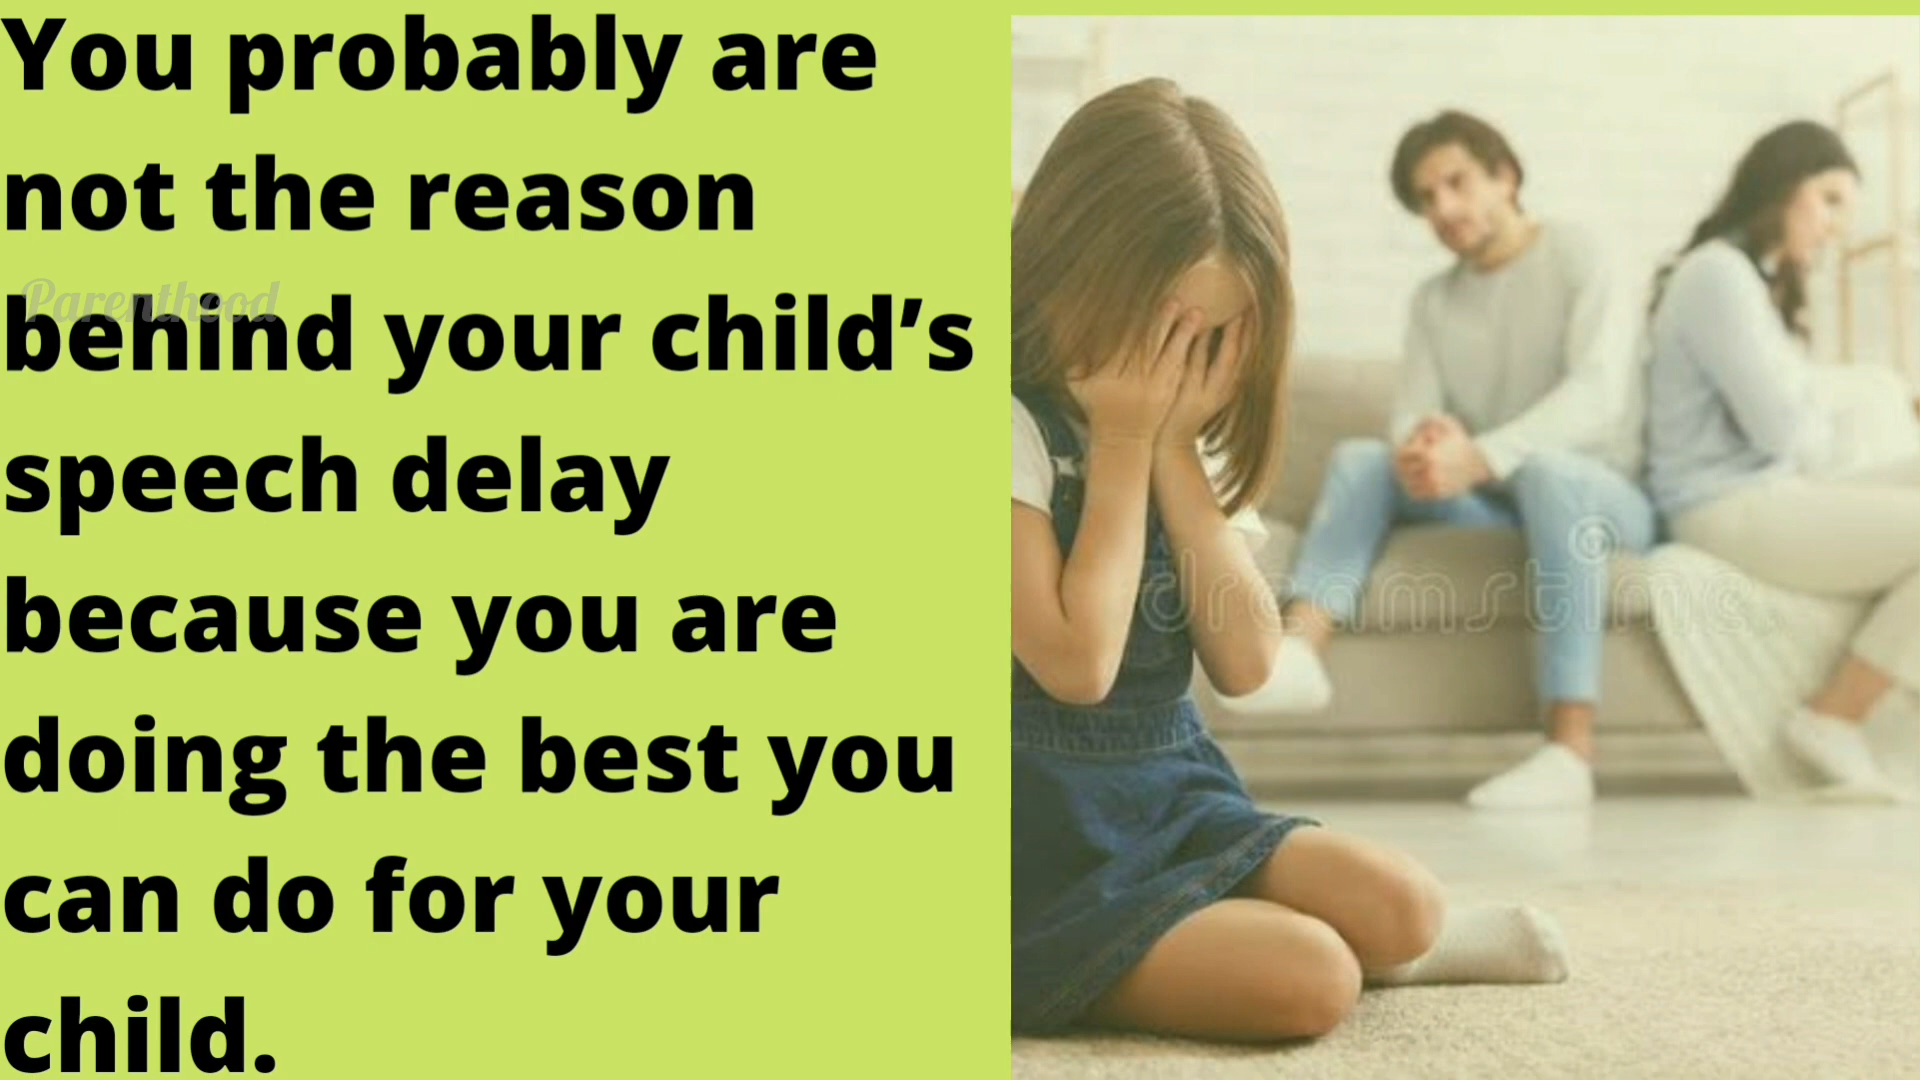 You probably are
not the reason
Parenthood
behind your child’s
speech delay
because you are
doing the best you
can do for your
child.
dreamstime.